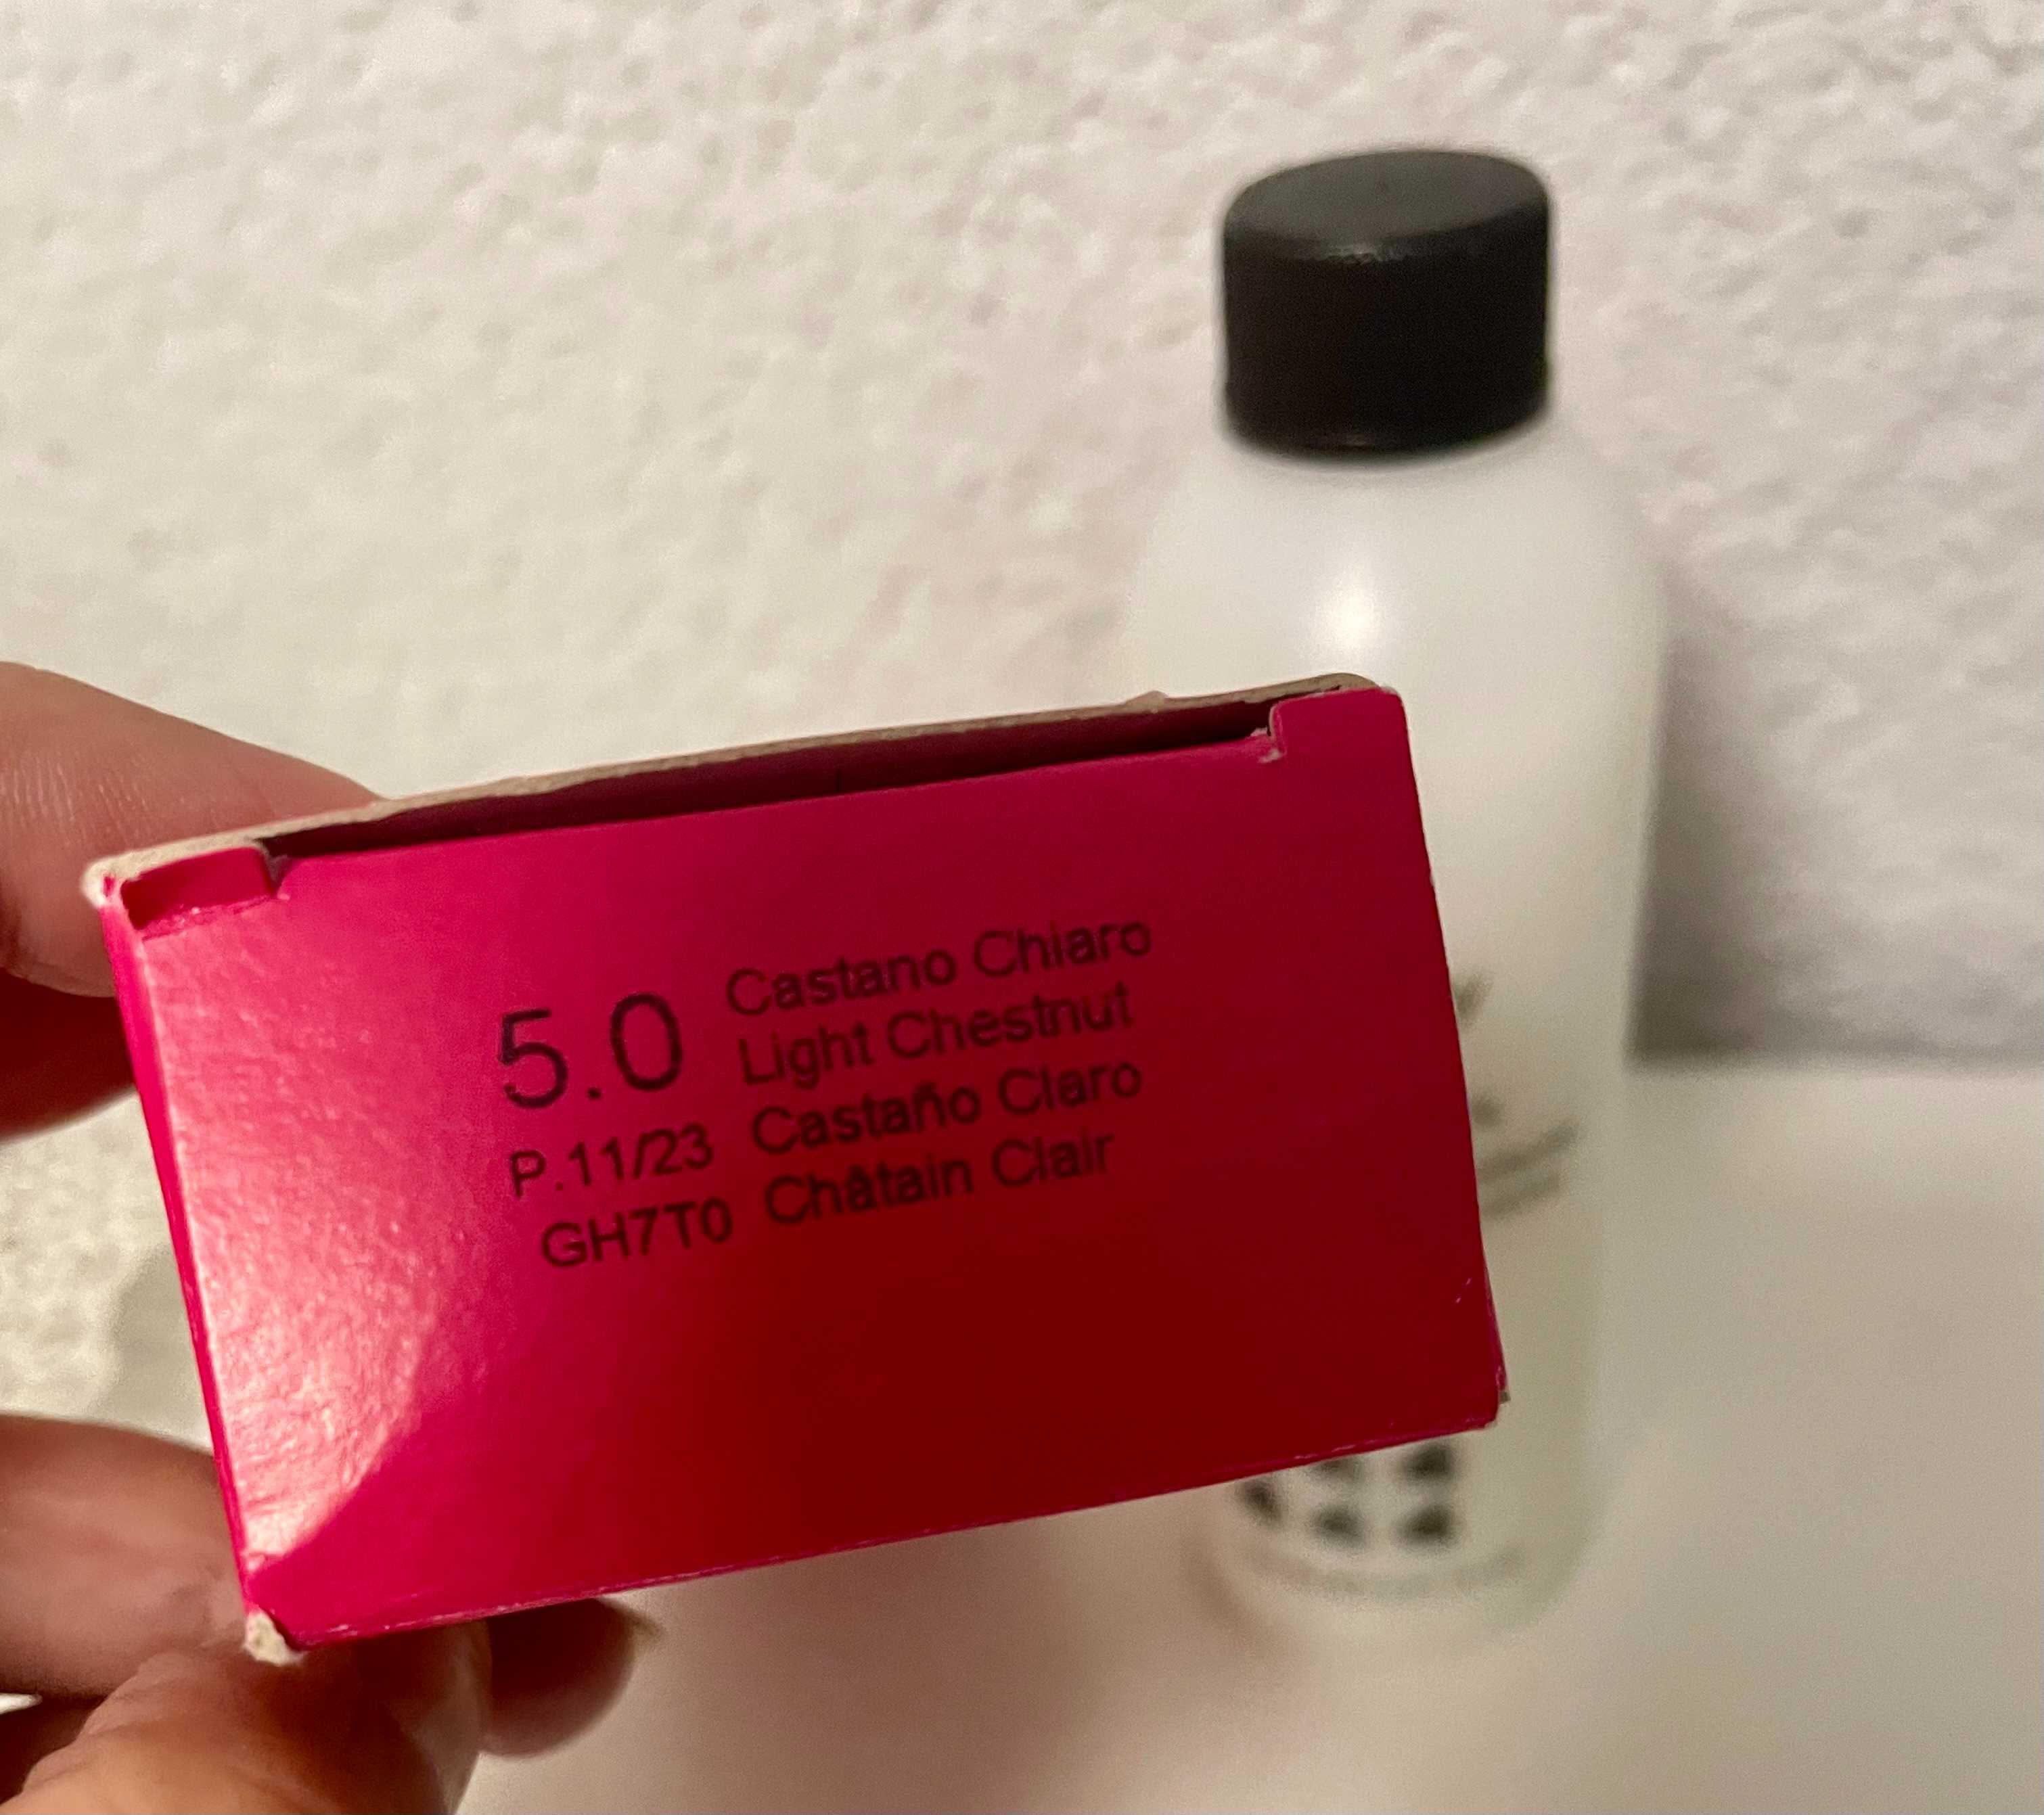 5.0 Castano Chiaro
Light Chestnut
P.11/23 Castaño Claro
GH7T0 Châtain Clair